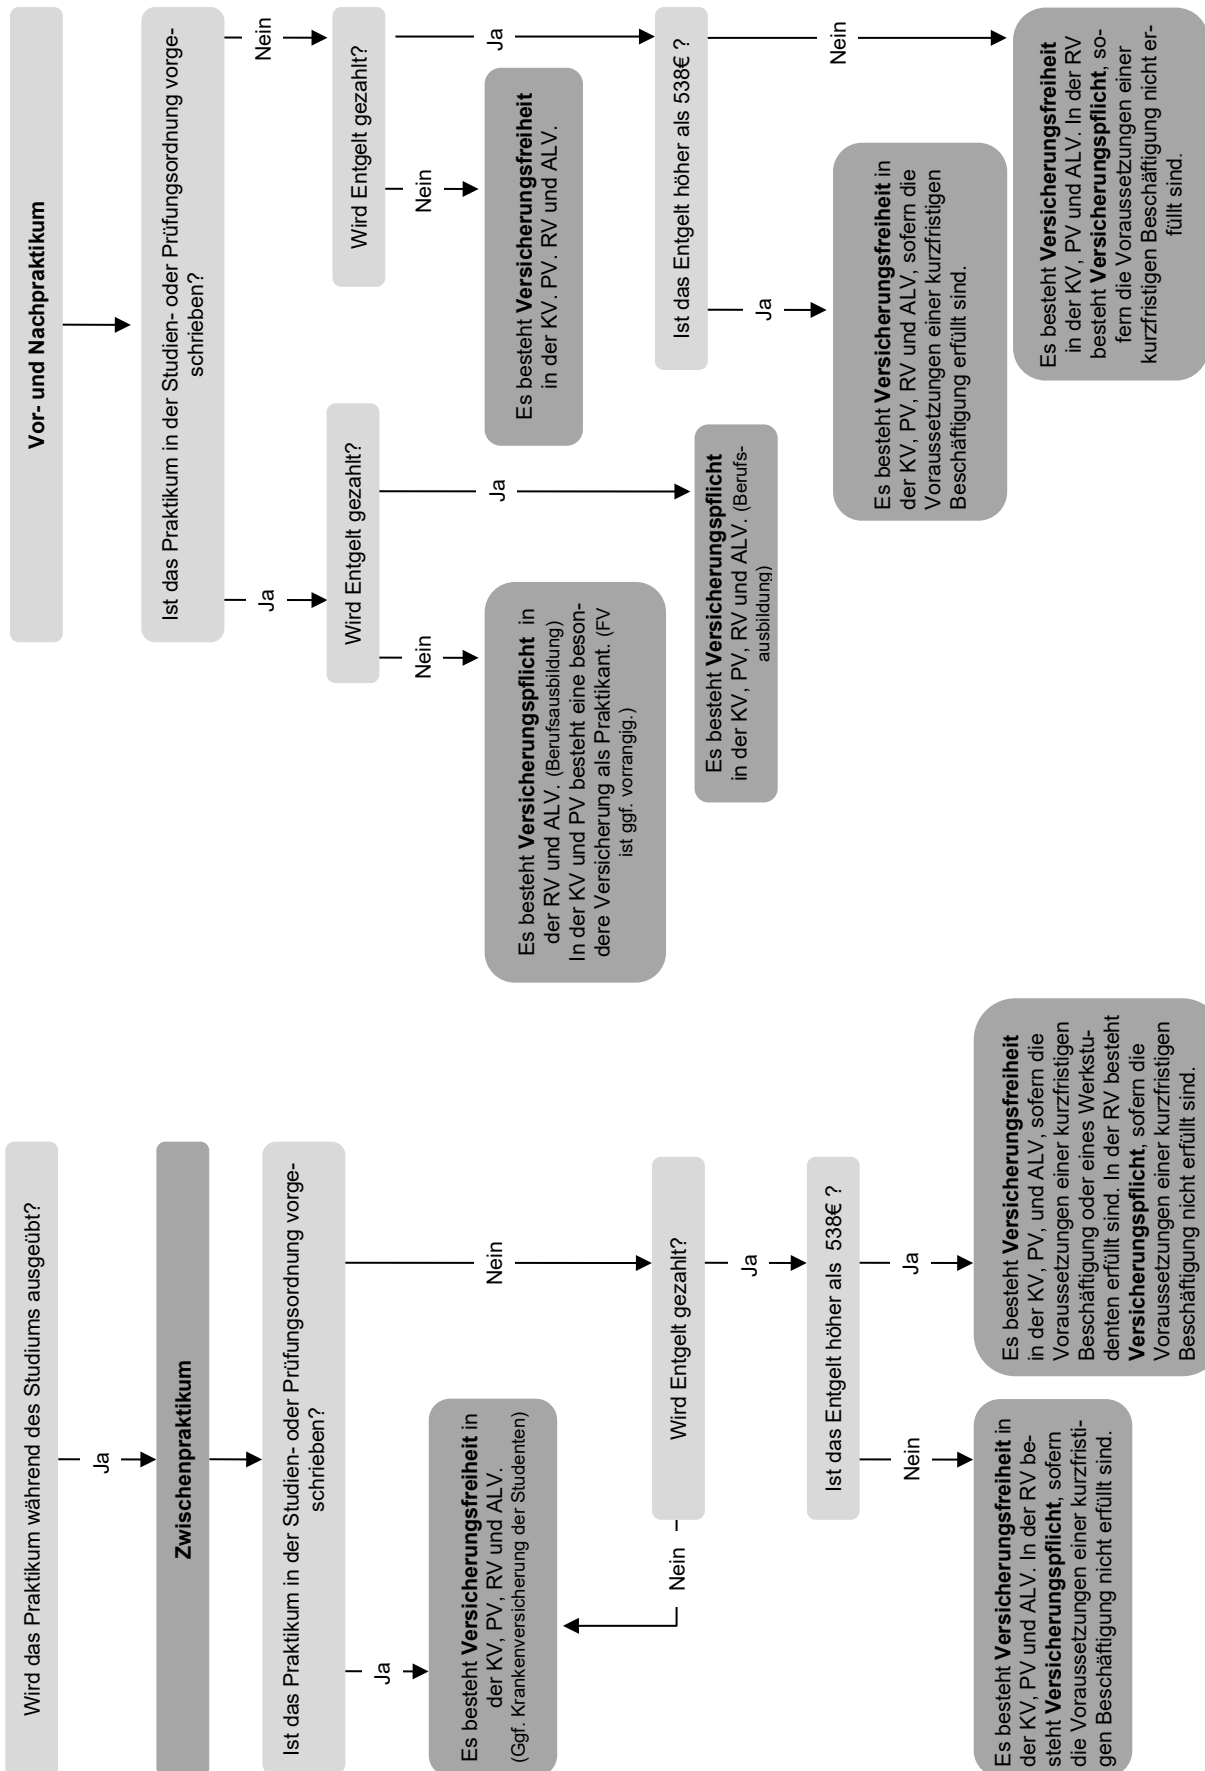 Wird das Praktikum während des Studiums ausgeübt?
Ja
Zwischenpraktikum
Ist das Praktikum in der Studien- oder Prüfungsordnung vorge-
schrieben?
Ja
Nein
Es besteht Versicherungsfreiheit in
der KV, PV, RV und ALV.
(Ggf. Krankenversicherung der Studenten)
Wird Entgelt gezahlt?
Nein
Ja
Ist das Entgelt höher als 538€ ?
Nein
Ja
Es besteht Versicherungsfreiheit in
der KV, PV und ALV. In der RV be-
steht Versicherungspflicht, sofern
die Voraussetzungen einer kurzfristi-
gen Beschäftigung nicht erfüllt sind.
Es besteht Versicherungsfreiheit
in der KV, PV, und ALV, sofern die
Voraussetzungen einer kurzfristigen
Beschäftigung oder eines Werkstu-
denten erfüllt sind. In der RV besteht
Versicherungspflicht, sofern die
Voraussetzungen einer kurzfristigen
Beschäftigung nicht erfüllt sind.
Vor- und Nachpraktikum
Ist das Praktikum in der Studien- oder Prüfungsordnung vorge-
schrieben?
Ja
Nein
Wird Entgelt gezahlt?
Nein
Ja
Es besteht Versicherungspflicht in
der RV und ALV. (Berufsausbildung)
In der KV und PV besteht eine beson-
dere Versicherung als Praktikant. (FV
ist ggf. vorrangig.)
Es besteht Versicherungspflicht
in der KV, PV, RV und ALV. (Berufs-
ausbildung)
Wird Entgelt gezahlt?
Nein
Ja
Es besteht Versicherungsfreiheit
in der KV. PV. RV und ALV.
Ist das Entgelt höher als 538€ ?
Ja
Nein
Es besteht Versicherungsfreiheit in
der KV, PV, RV und ALV, sofern die
Voraussetzungen einer kurzfristigen
Beschäftigung erfüllt sind.
Es besteht Versicherungsfreiheit
in der KV, PV und ALV. In der RV
besteht Versicherungspflicht, so-
fern die Voraussetzungen einer
kurzfristigen Beschäftigung nicht er-
füllt sind.